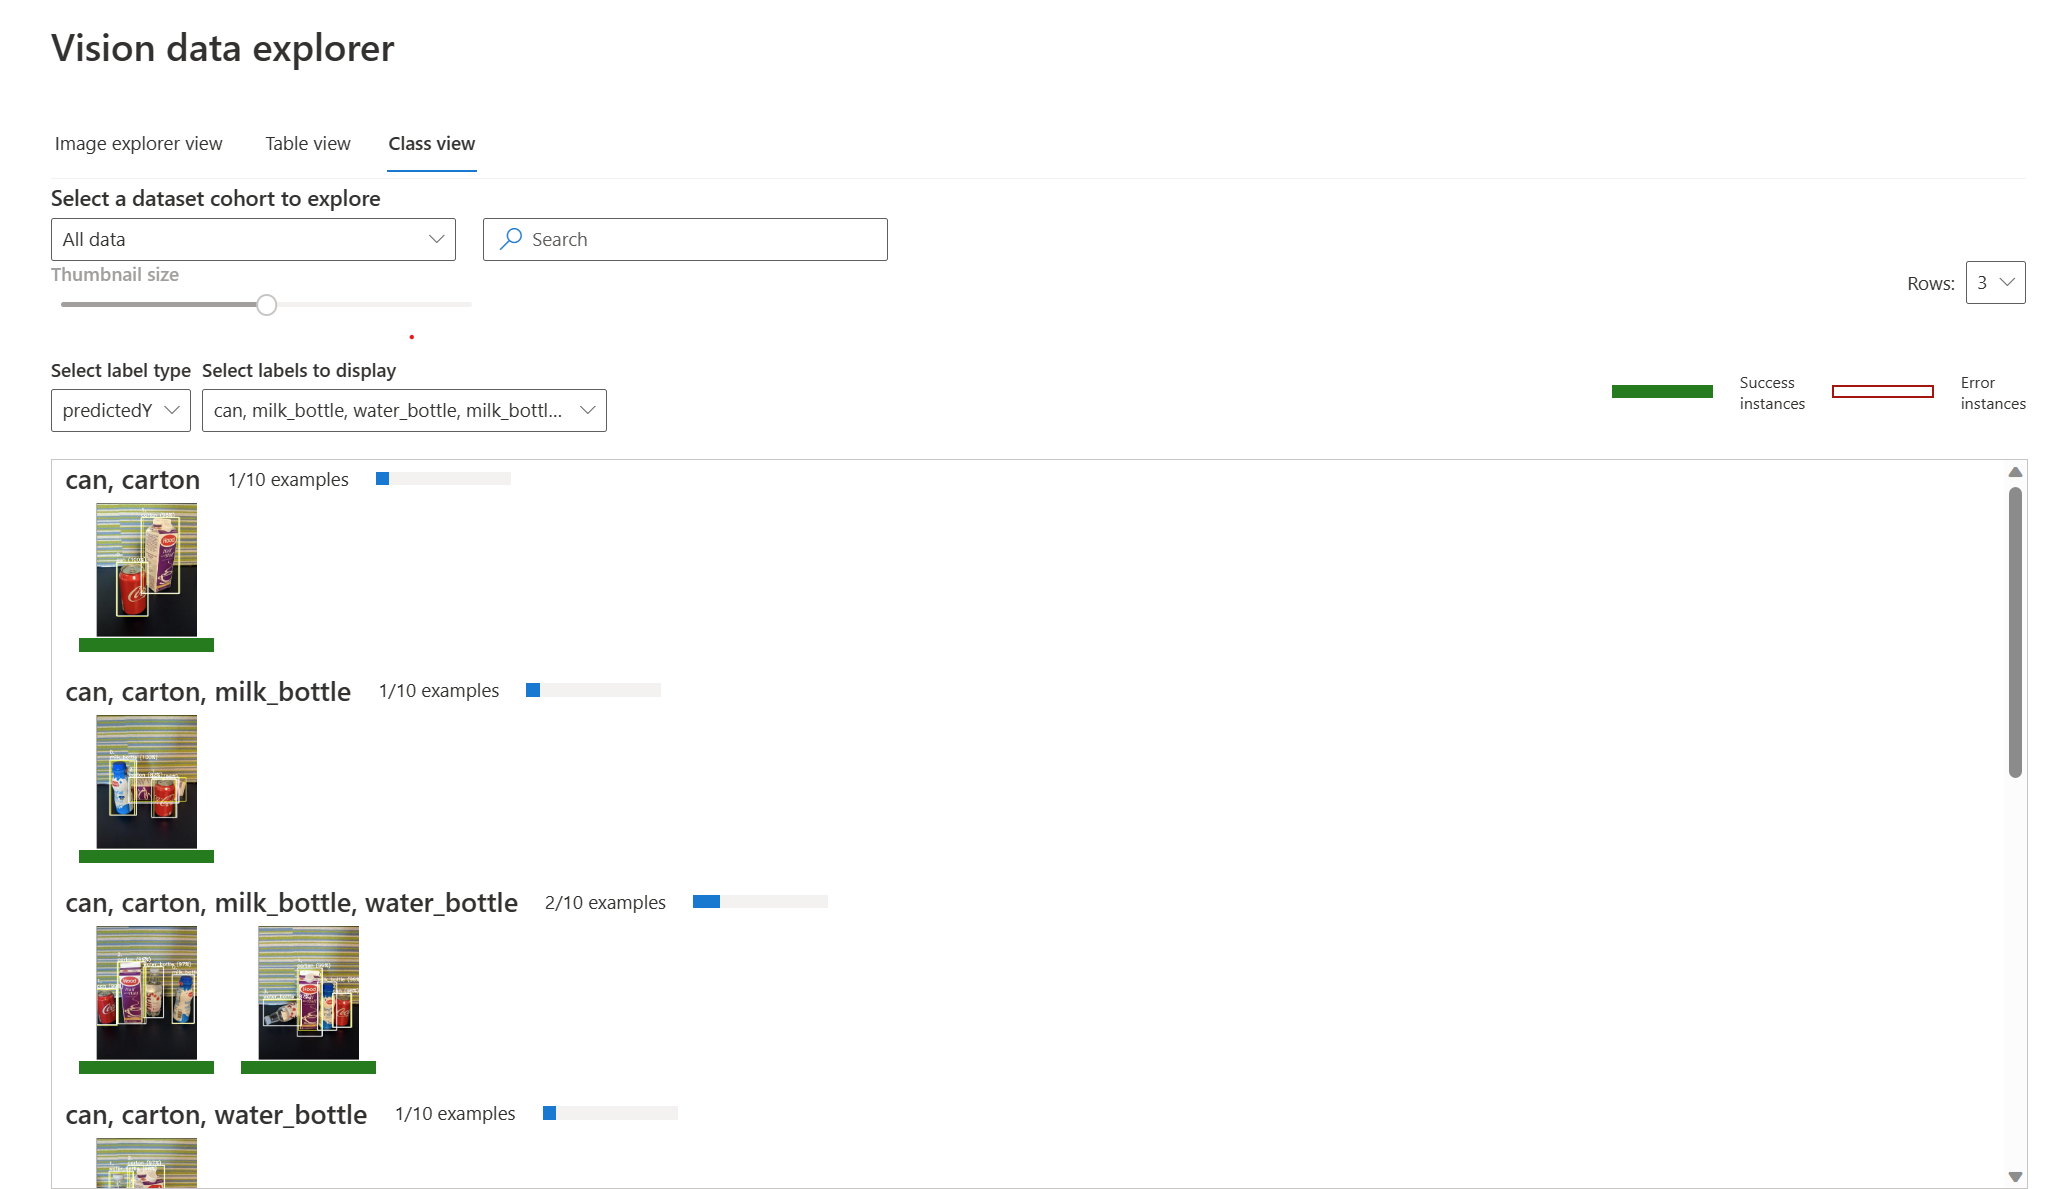 Vision data explorer
Image explorer view Table view Class view
Select a dataset cohort to explore
All data Search
Thumbnail size
Rows: 3
Select label type Select labels to display
predictedY can, milk_bottle, water_bottle, milk_bottl...
Success instances Error instances
can, carton 1/10 examples
can, carton, milk_bottle 1/10 examples
can, carton, milk_bottle, water_bottle 2/10 examples
can, carton, water_bottle 1/10 examples